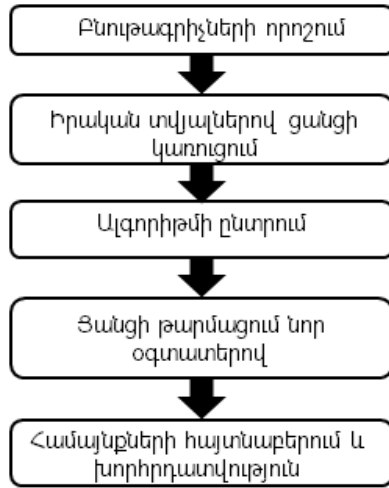 Բնութագրիչների որոշում
Իրական տվյալներով ցանցի
կառուցում
Ալգորիթմի ընտրում
Ցանցի թարմացում նոր
օգտատերով
Համայնքների հայտնաբերում և
խորհրդատվություն